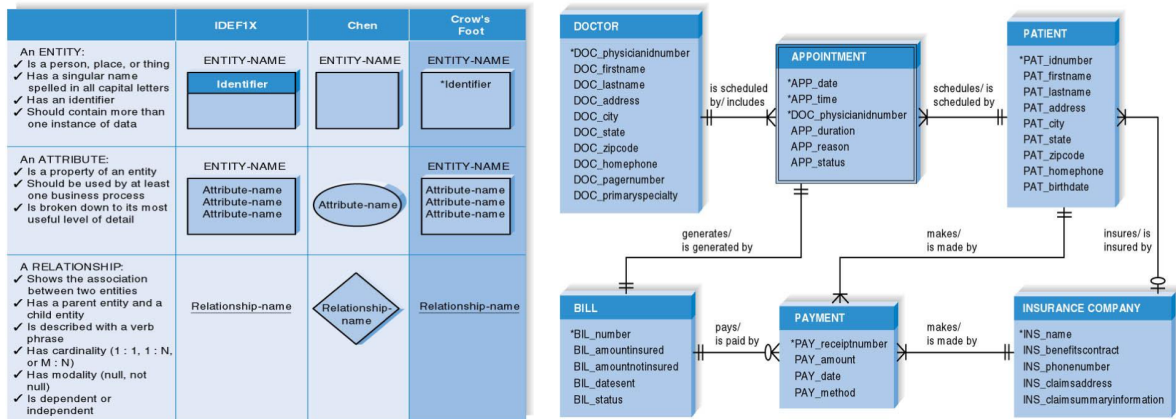 IDEF1X
Chen
Crow's
Foot
An ENTITY:
✓ Is a person, place, or thing
✓ Has a singular name
spelled in all capital letters
✓ Has an identifier
✓ Should contain more than
one instance of data
ENTITY-NAME
Identifier
ENTITY-NAME
ENTITY-NAME
*Identifier
An ATTRIBUTE:
✓ Is a property of an entity
✓ Should be used by at least
one business process
✓ Is broken down to its most
useful level of detail
ENTITY-NAME
Attribute-name
Attribute-name
Attribute-name
Attribute-name
ENTITY-NAME
Attribute-name
Attribute-name
Attribute-name
A RELATIONSHIP:
✓ Shows the association
between two entities
✓ Has a parent entity and a
child entity
✓ Is described with a verb
phrase
✓ Has cardinality (1 : 1, 1 : N,
or M : N)
✓ Has modality (null, not
null)
✓ Is dependent or
independent
Relationship-name
Relationship-
name
Relationship-name
DOCTOR
*DOC_physicianidnumber
DOC_firstname
DOC_lastname
DOC_address
DOC_city
DOC_state
DOC_zipcode
DOC_homephone
DOC_pagernumber
DOC_primaryspecialty
is scheduled
by/ includes
APPOINTMENT
*APP_date
*APP_time
*DOC_physicianidnumber
APP_duration
APP_reason
APP_status
schedules/ is
scheduled by
PATIENT
*PAT_idnumber
PAT_firstname
PAT_lastname
PAT_address
PAT_city
PAT_state
PAT_zipcode
PAT_homephone
PAT_birthdate
generates/
is generated by
makes/
is made by
insures/ is
insured by
BILL
*BIL_number
BIL_amountinsured
BIL_amountnotinsured
BIL_datesent
BIL_status
pays/
is paid by
PAYMENT
*PAY_receiptnumber
PAY_amount
PAY_date
PAY_method
makes/
is made by
INSURANCE COMPANY
*INS_name
INS_benefitscontract
INS_phonenumber
INS_claimsaddress
INS_claimsummaryinformation